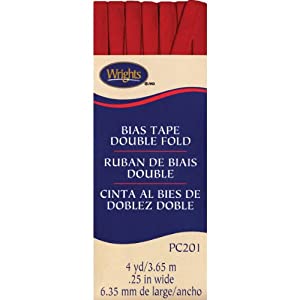 Wrights
BIAS TAPE
DOUBLE FOLD
RUBAN DE BIAIS
DOUBLE
CINTA AL BIES DE
DOBLEZ DOBLE
PC201
4 yd/3.65 m
.25 in wide
6.35 mm de large/ancho